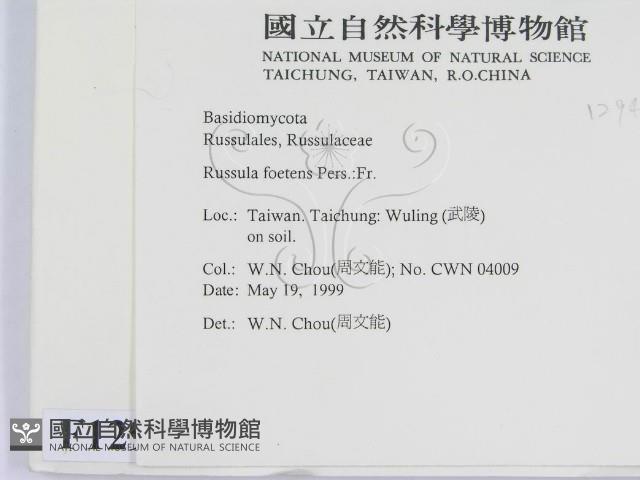 國立自然科學博物館
NATIONAL MUSEUM OF NATURAL SCIENCE
TAICHUNG, TAIWAN, R.O.CHINA
1294
Basidiomycota
Russulales, Russulaceae
Russula foetens Pers.:Fr.
Loc.: Taiwan. Taichung: Wuling (武陵)
on soil.
Col.: W.N. Chou(周文能); No. CWN 04009
Date: May 19, 1999
Det.: W.N. Chou(周文能)
國立自然科學博物館
NATIONAL MUSEUM OF NATURAL SCIENCE